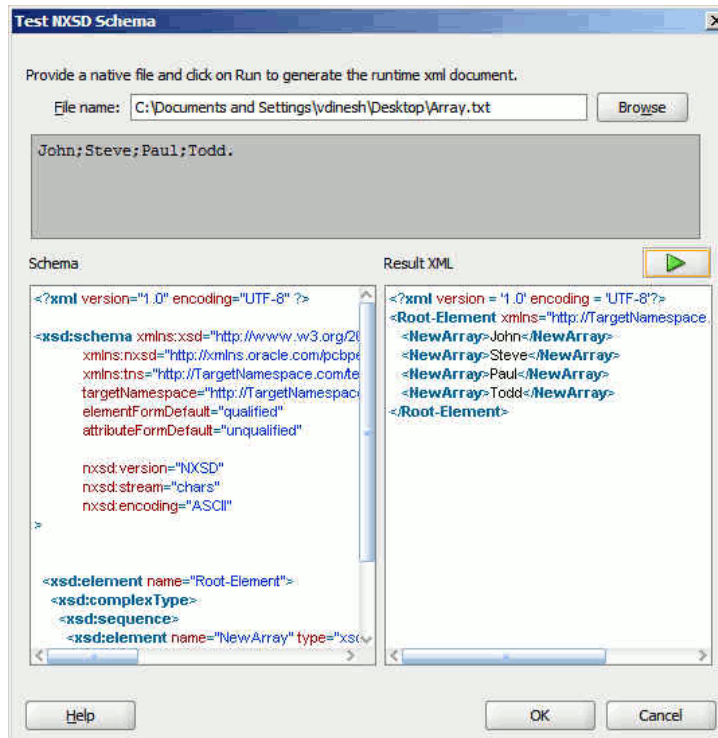 Test NXSD Schema
Provide a native file and click on Run to generate the runtime xml document.
File name: C:\Documents and Settings\vdinesh\Desktop\Array.txt Browse
John;Steve;Paul;Todd.
Schema Result XML
<?xml version="1.0" encoding="UTF-8" ?>
<xsd:schema xmlns:xsd="http://www.w3.org/20
xmlns:nxsd="http://xmlns.oracle.com/pcbpe
xmlns:tns="http://TargetNamespace.com/te
targetNamespace="http://TargetNamespac
elementFormDefault="qualified"
attributeFormDefault="unqualified"
nxsd:version="NXSD"
nxsd:stream="chars"
nxsd:encoding="ASCII"
>
<xsd:element name="Root-Element">
<xsd:complexType>
<xsd:sequence>
<xsd:element name="NewArray" type="xsd
<?xml version = '1.0' encoding = 'UTF-8'?>
<Root-Element xmlns="http://TargetNamespace.
<NewArray>John</NewArray>
<NewArray>Steve</NewArray>
<NewArray>Paul</NewArray>
<NewArray>Todd</NewArray>
</Root-Element>
Help OK Cancel